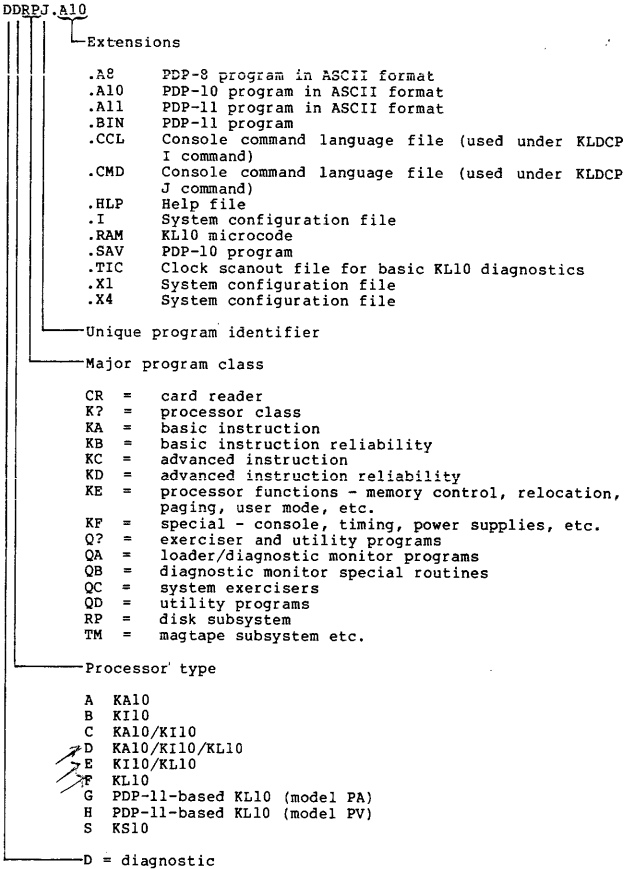 DDRPJ.A10
Extensions
.A8 PDP-8 program in ASCII format
.A10 PDP-10 program in ASCII format
.A11 PDP-11 program in ASCII format
.BIN PDP-11 program
.CCL Console command language file (used under KLDCP
I command)
.CMD Console command language file (used under KLDCP
J command)
.HLP Help file
.I System configuration file
.RAM KL10 microcode
.SAV PDP-10 program
.TIC Clock scanout file for basic KL10 diagnostics
.X1 System configuration file
.X4 System configuration file
Unique program identifier
Major program class
CR = card reader
K? = processor class
KA = basic instruction
KB = basic instruction reliability
KC = advanced instruction
KD = advanced instruction reliability
KE = processor functions - memory control, relocation,
paging, user mode, etc.
KF = special - console, timing, power supplies, etc.
Q? = exerciser and utility programs
QA = loader/diagnostic monitor programs
QB = diagnostic monitor special routines
QC = system exercisers
QD = utility programs
RP = disk subsystem
TM = magtape subsystem etc.
Processor type
A KA10
B KI10
C KA10/KI10
D KA10/KI10/KL10
E KI10/KL10
F KL10
G PDP-11-based KL10 (model PA)
H PDP-11-based KL10 (model PV)
S KS10
D = diagnostic